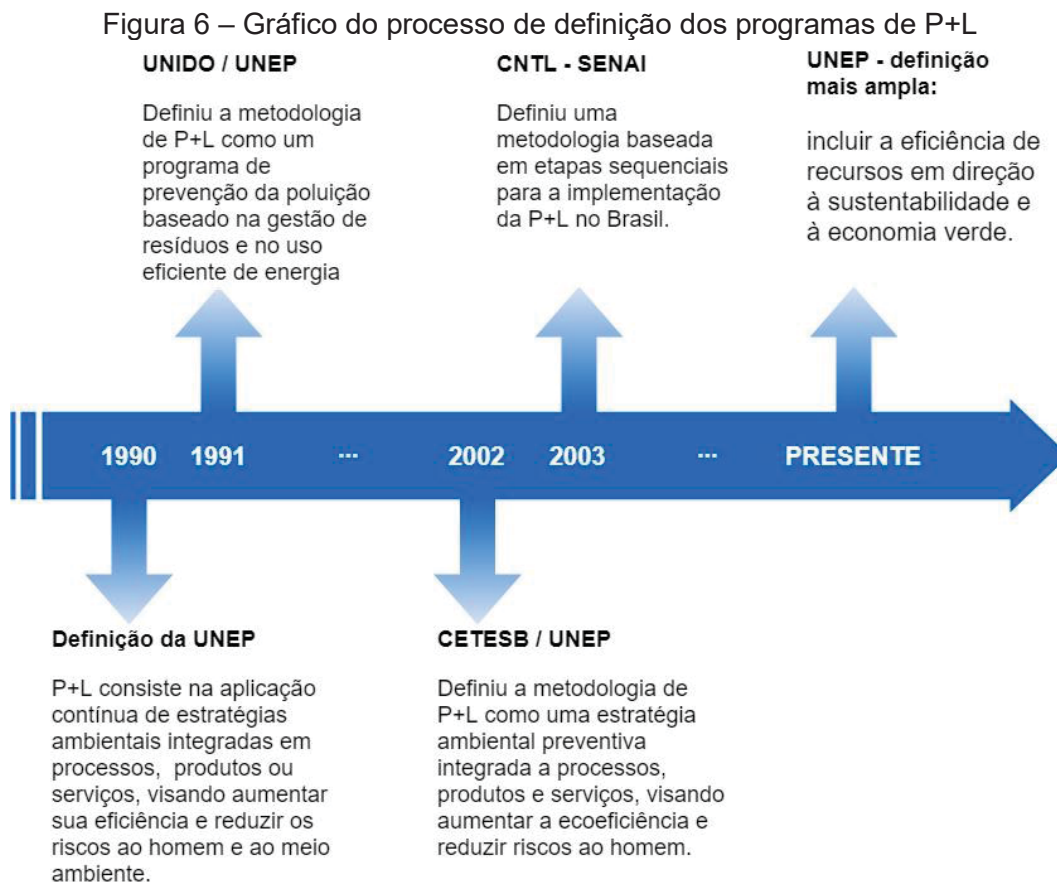 Figura 6 – Gráfico do processo de definição dos programas de P+L
UNIDO / UNEP
Definiu a metodologia
de P+L como um
programa de
prevenção da poluição
baseado na gestão de
resíduos e no uso
eficiente de energia
CNTL - SENAI
Definiu uma
metodologia baseada
em etapas sequenciais
para a implementação
da P+L no Brasil.
UNEP - definição
mais ampla:
incluir a eficiência de
recursos em direção
à sustentabilidade e
à economia verde.
1990 1991 ... 2002 2003 ... PRESENTE
Definição da UNEP
P+L consiste na aplicação
contínua de estratégias
ambientais integradas em
processos, produtos ou
serviços, visando aumentar
sua eficiência e reduzir os
riscos ao homem e ao meio
ambiente.
CETESB / UNEP
Definiu a metodologia de
P+L como uma estratégia
ambiental preventiva
integrada a processos,
produtos e serviços, visando
aumentar a ecoeficiência e
reduzir riscos ao homem.